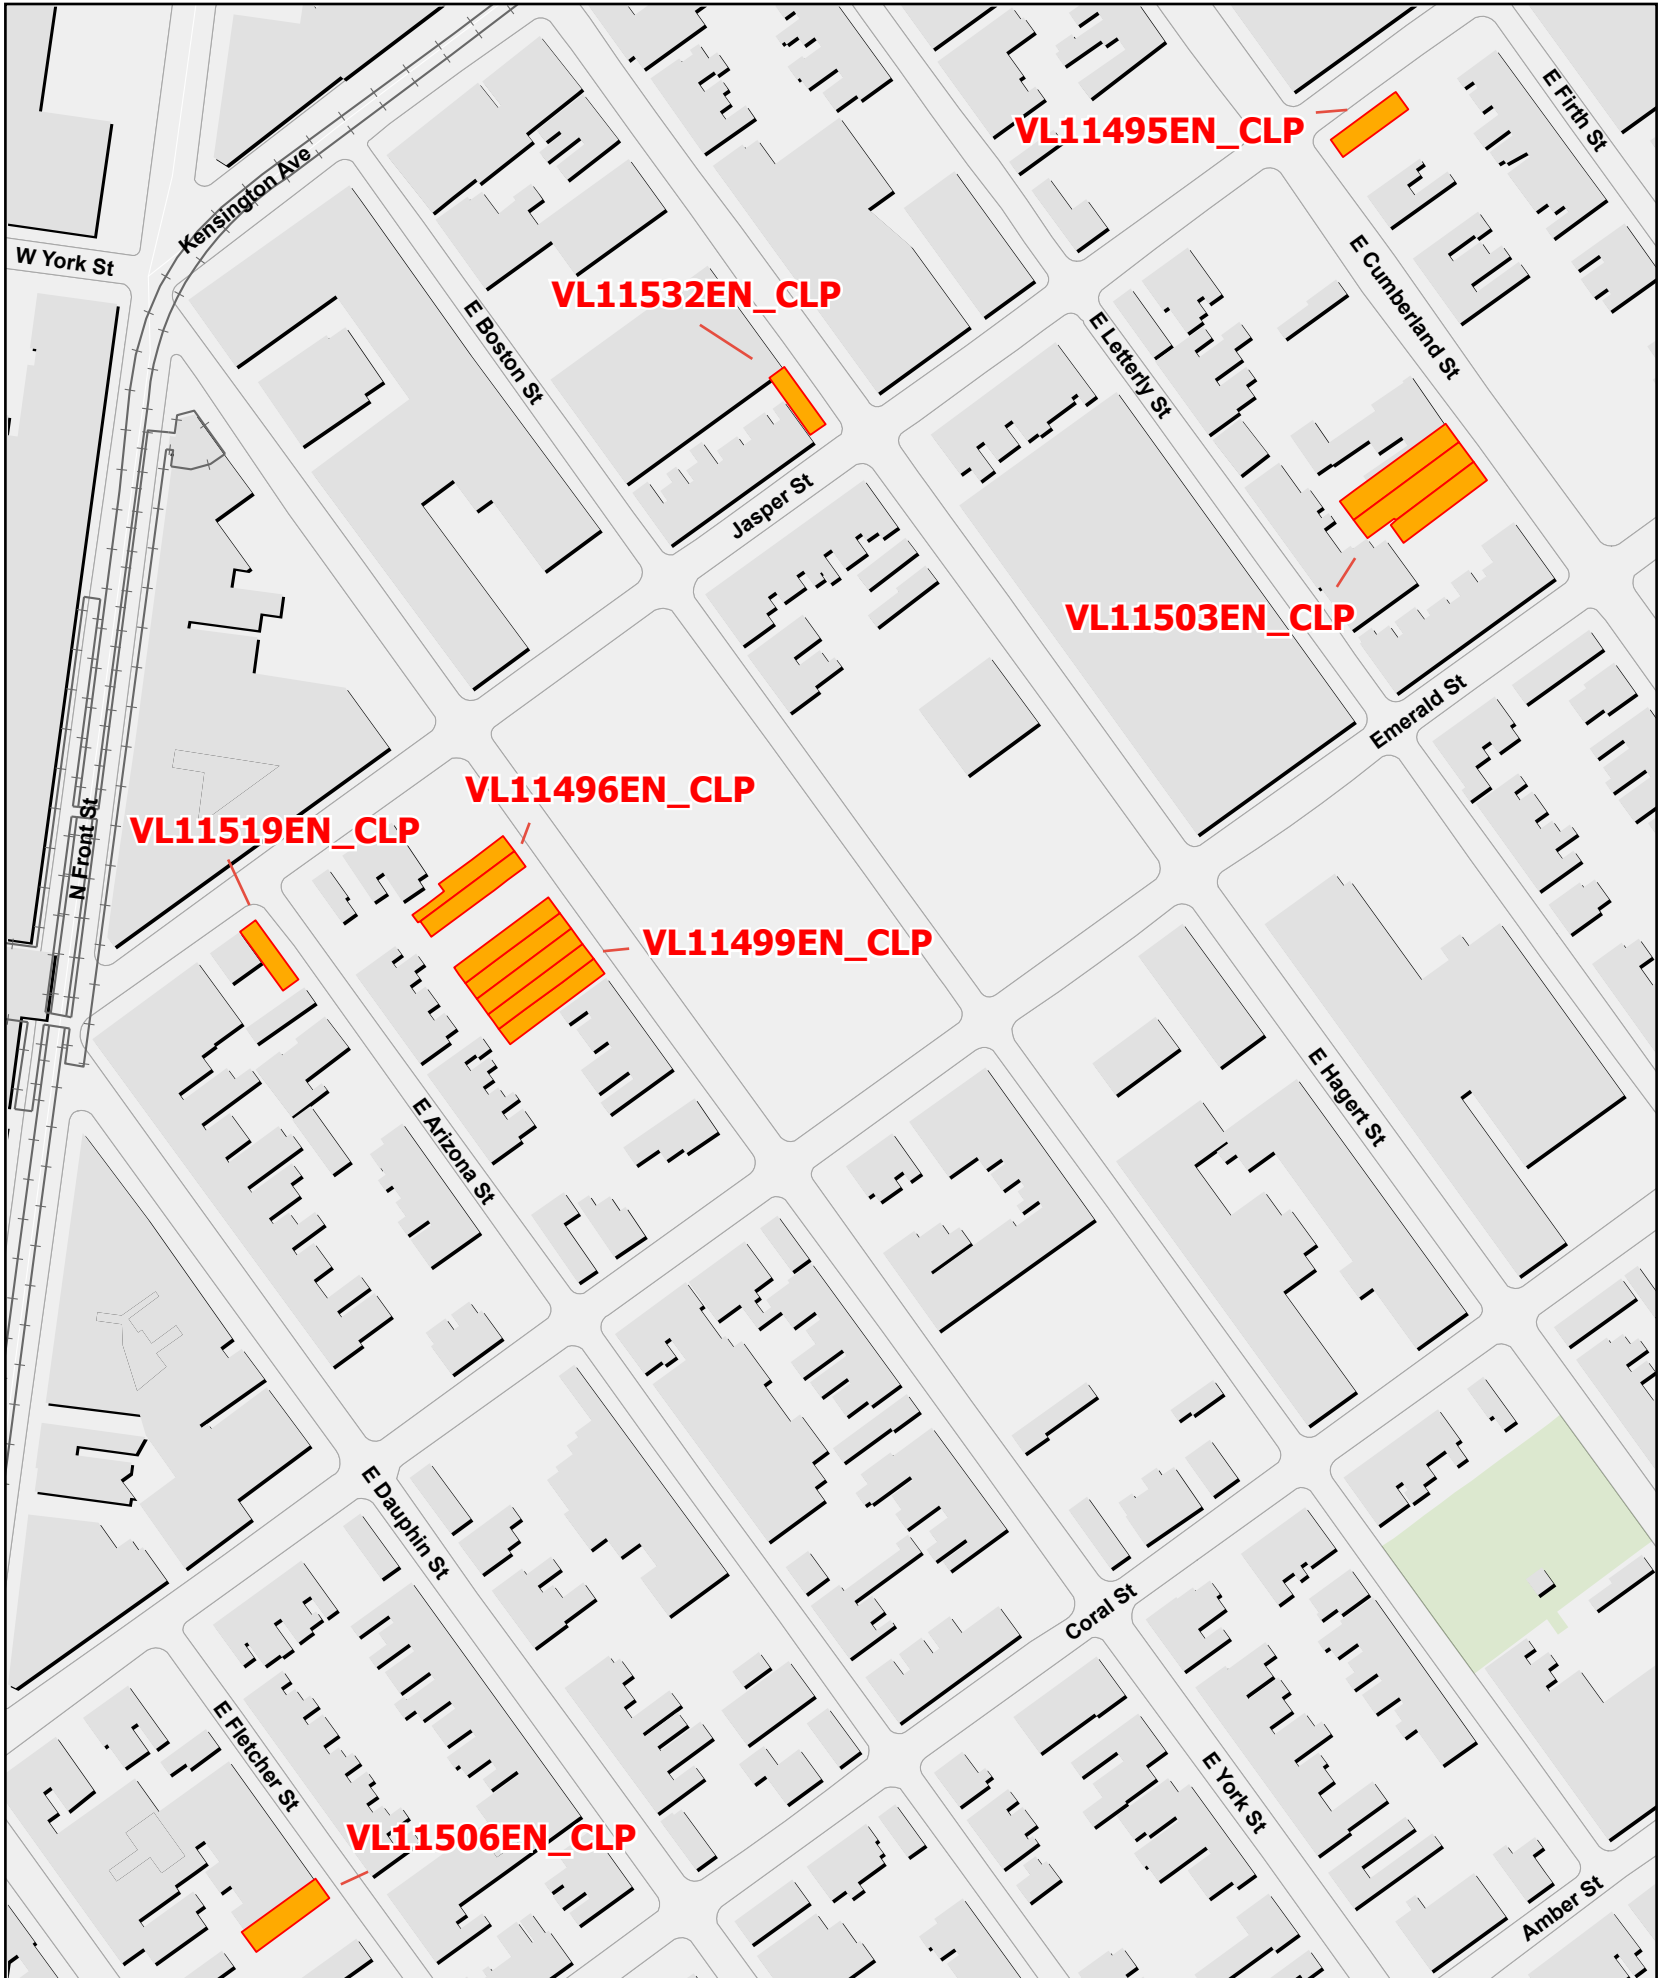 E Firth St
VL11495EN_CLP
Kensington Ave
W York St
E Cumberland St
VL11532EN_CLP
E Boston St
E Letterly St
Jasper St
VL11503EN_CLP
Emerald St
VL11496EN_CLP
VL11519EN_CLP
N Front St
VL11499EN_CLP
E Hagert St
E Arizona St
E Dauphin St
Coral St
E Fletcher St
E York St
VL11506EN_CLP
Amber St